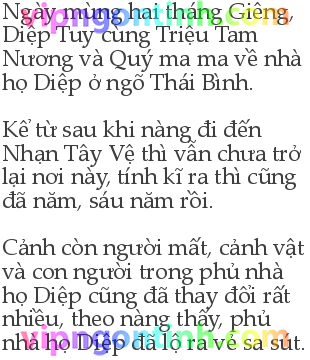 Ngày mùng hai tháng Giêng,
Diệp Tuy cùng Triệu Tam
Nương và Quý ma ma về nhà
họ Diệp ở ngõ Thái Bình.
Kể từ sau khi nàng đi đến
Nhạn Tây Vệ thì vẫn chưa trở
lại nơi này, tính kĩ ra thì cũng
đã năm, sáu năm rồi.
Cảnh còn người mất, cảnh vật
và con người trong phủ nhà
họ Diệp cũng đã thay đổi rất
nhiều, theo nàng thấy, phủ
nhà họ Diệp đã lộ ra vẻ sa sút.
vipngontinh.com
vipngontinh.com